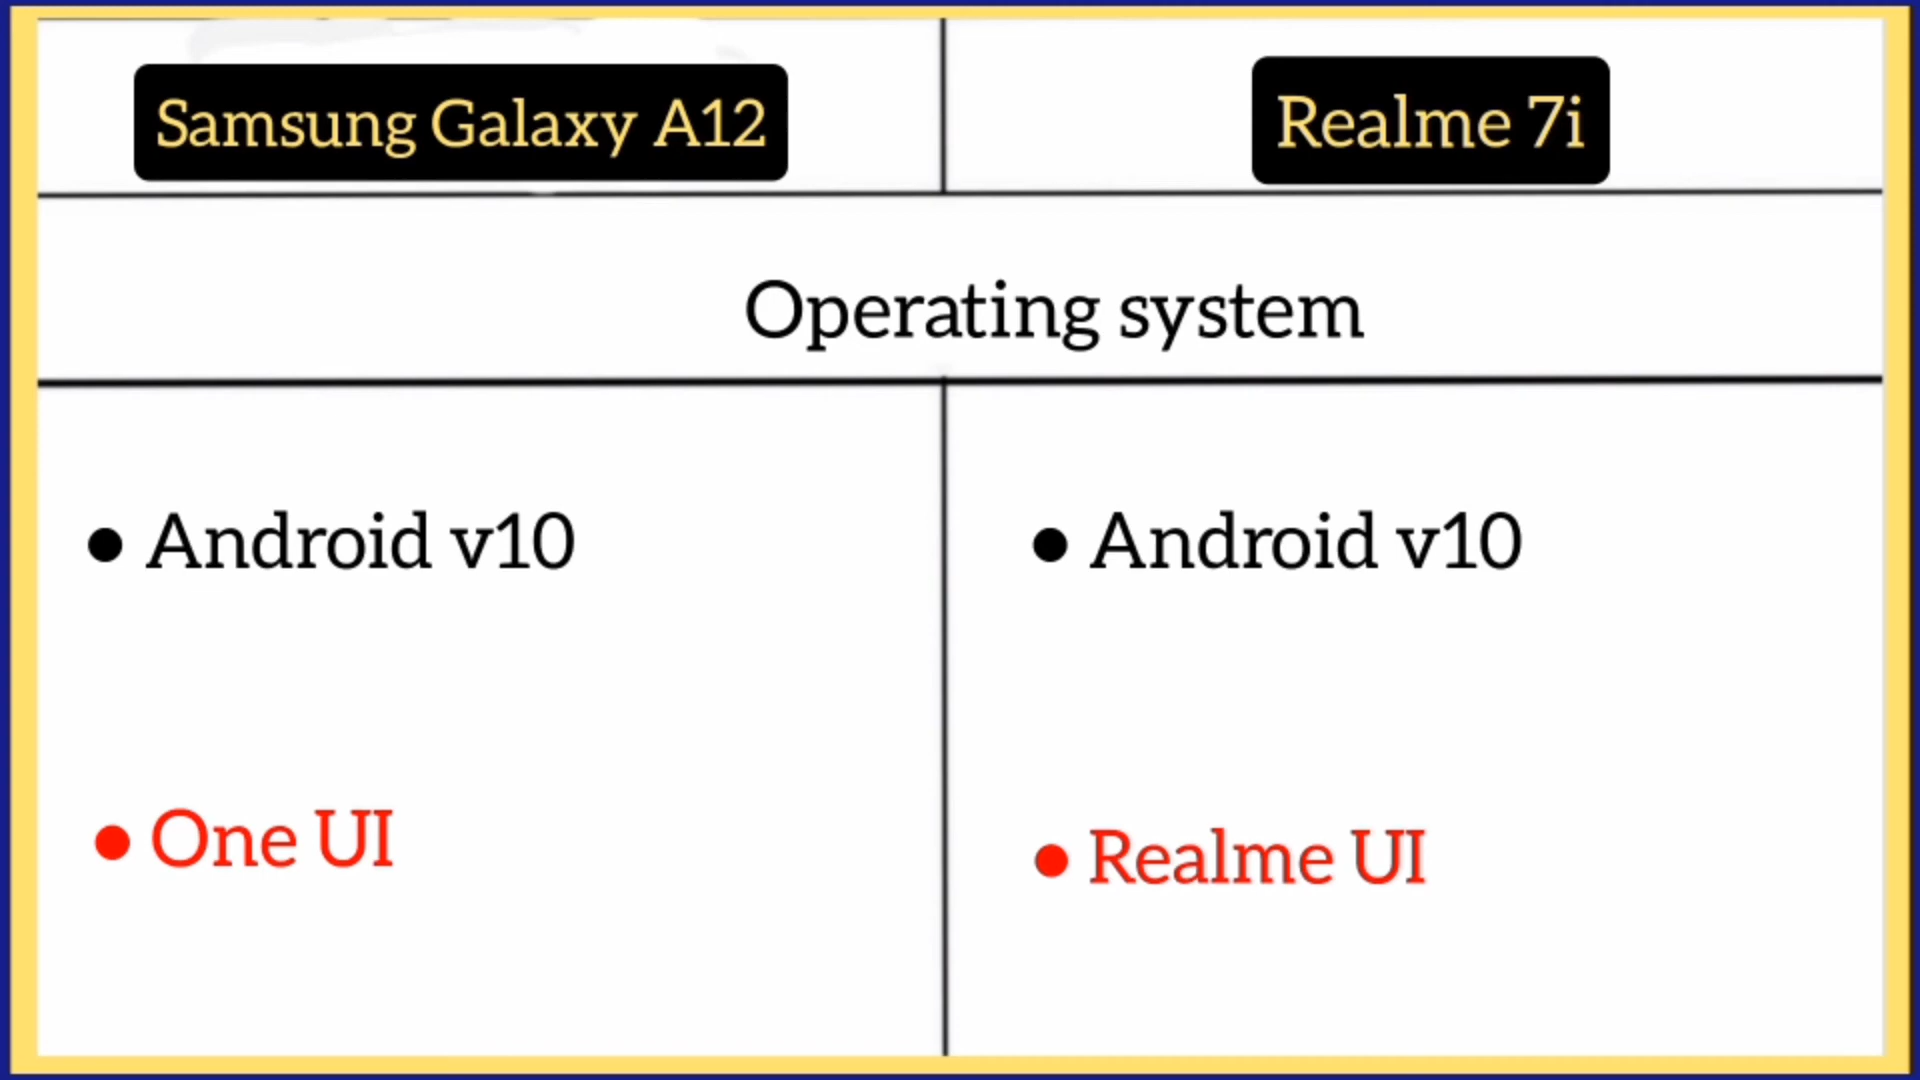 Samsung Galaxy A12
Realme 7i
Operating system
• Android v10
• Android v10
• One UI
• Realme UI